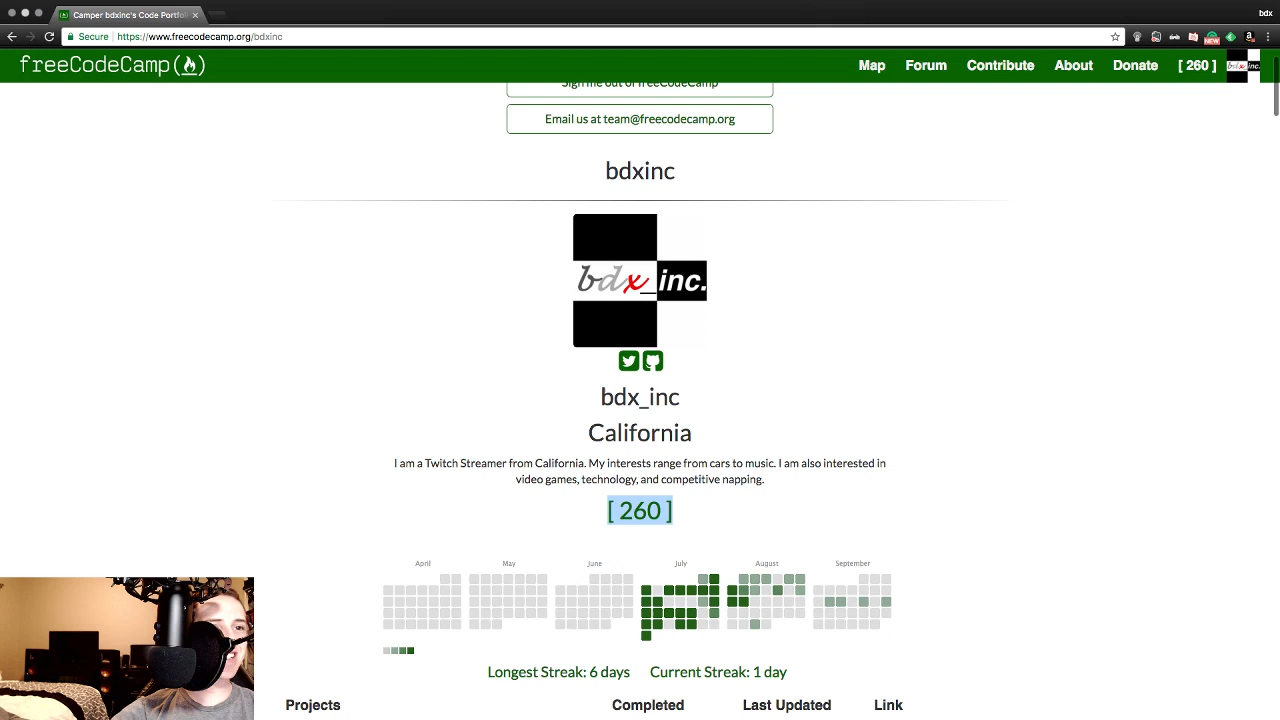 Camper bdxinc's Code Portfoli
bdx
Secure
https://www.freecodecamp.org/bdxinc
NEW
freeCodeCamp
Map
Forum
Contribute
About
Donate
[ 260 ]
bdx_inc.
Sign me out of freeCodeCamp
Email us at team@freecodecamp.org
bdxinc
bdx_inc.
bdx_inc
California
I am a Twitch Streamer from California. My interests range from cars to music. I am also interested in
video games, technology, and competitive napping.
[ 260 ]
April
May
June
July
August
September
Longest Streak: 6 days
Current Streak: 1 day
Projects
Completed
Last Updated
Link